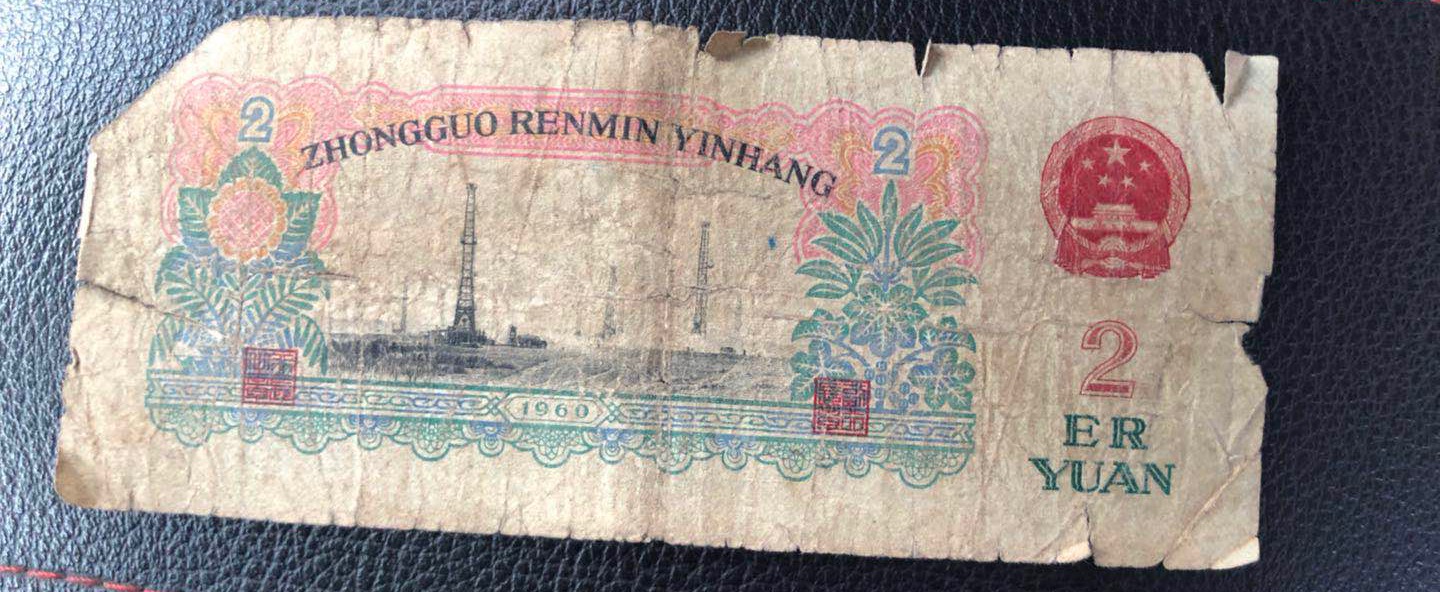 2
ZHONGGUO RENMIN YINHANG
2
1960
2
ER
YUAN